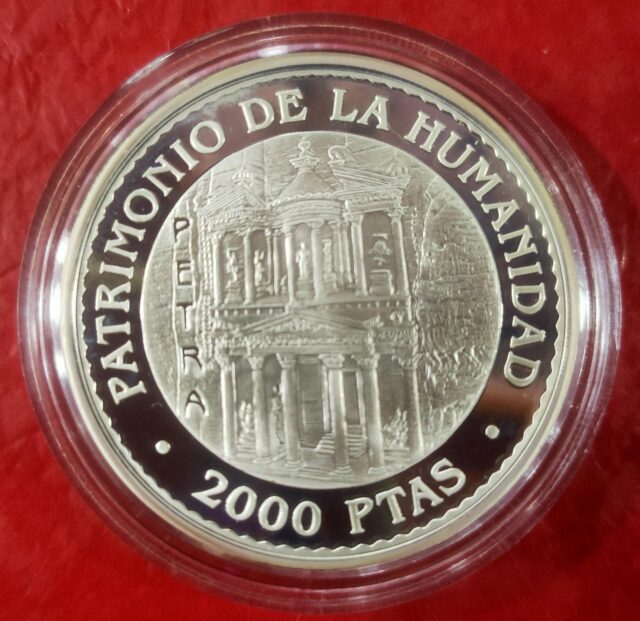 PATRIMONIO DE LA HUMANIDAD
PETRA
2000 PTAS